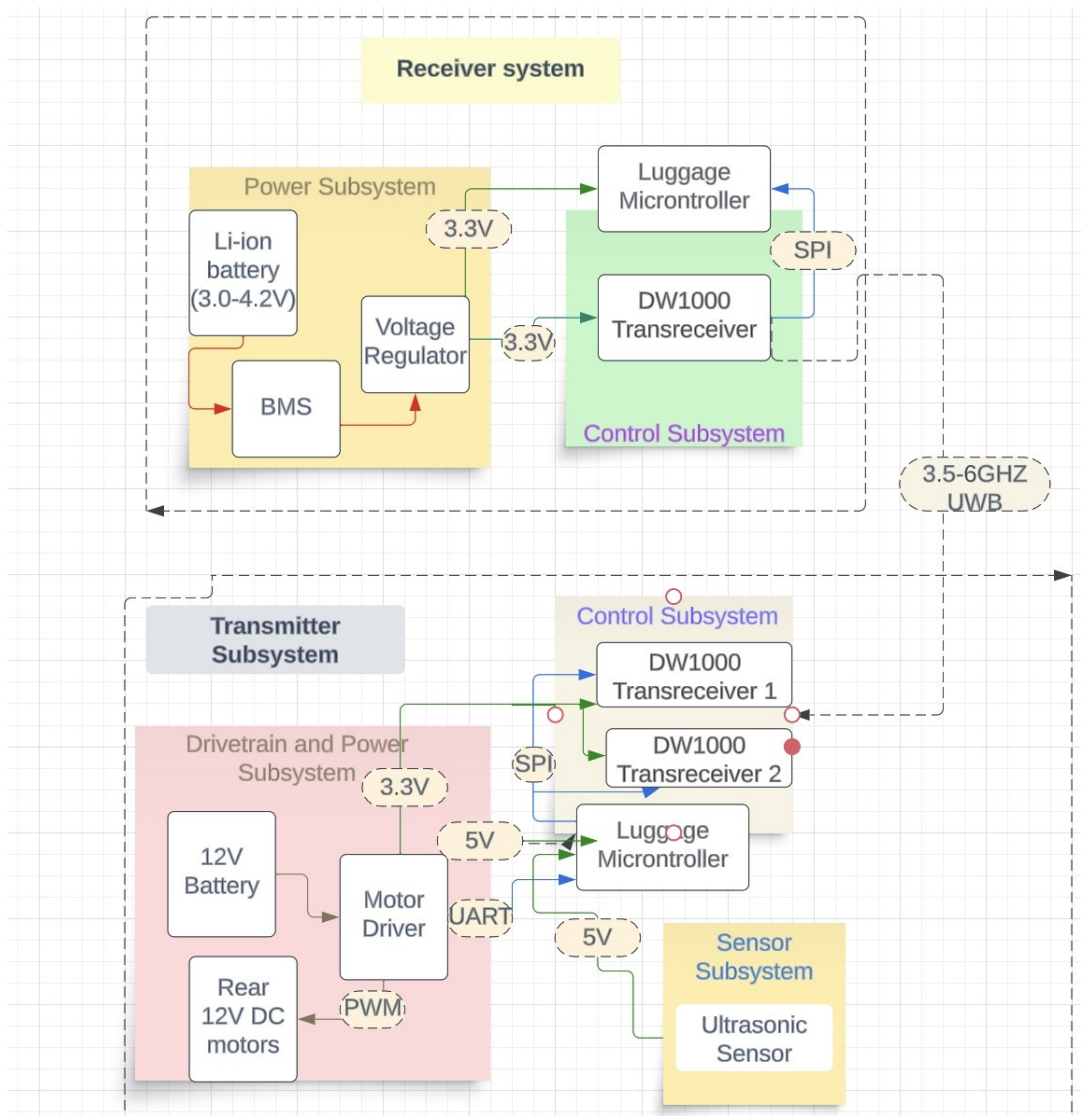 Receiver system
Power Subsystem
Li-ion
battery
(3.0-4.2V)
BMS
Voltage
Regulator
3.3V
3.3V
Luggage
Microntroller
SPI
DW1000
Transreceiver
Control Subsystem
3.5-6GHZ
UWB
Transmitter
Subsystem
Control Subsystem
DW1000
Transreceiver 1
DW1000
Transreceiver 2
SPI
Luggage
Microntroller
Drivetrain and Power
Subsystem
3.3V
5V
12V
Battery
Motor
Driver
UART
5V
PWM
Rear
12V DC
motors
Sensor
Subsystem
Ultrasonic
Sensor